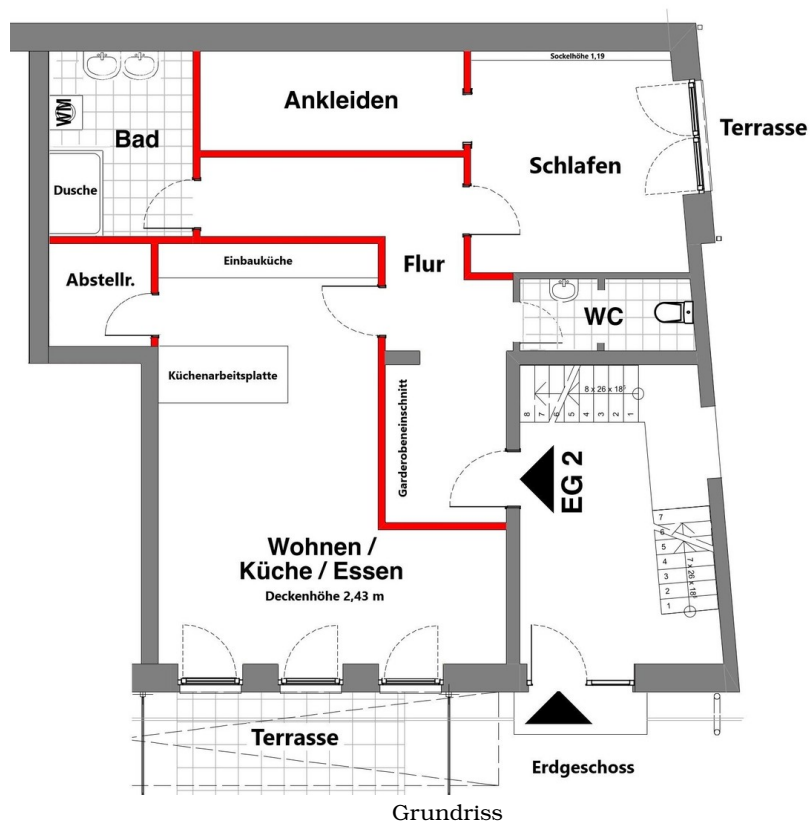 Sockelhöhe 1,19
Ankleiden
WM
Bad
Terrasse
Schlafen
Dusche
Einbauküche
Flur
Abstellr.
WC
Küchenarbeitsplatte
8 x 26 x 18⁵
8 7 6 5 4 3 2 1
Garderobeneinschnitt
EG 2
7
6
5
4
3
2
1
7 x 26 x 18⁵
Wohnen /
Küche / Essen
Deckenhöhe 2,43 m
Terrasse
Erdgeschoss
Grundriss